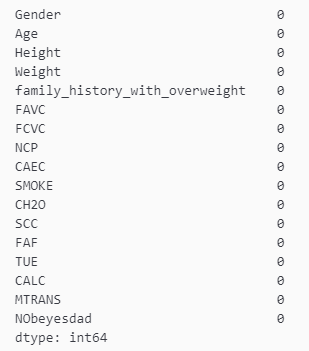 Gender 0
Age 0
Height 0
Weight 0
family_history_with_overweight 0
FAVC 0
FCVC 0
NCP 0
CAEC 0
SMOKE 0
CH2O 0
SCC 0
FAF 0
TUE 0
CALC 0
MTRANS 0
NObeyesdad 0
dtype: int64